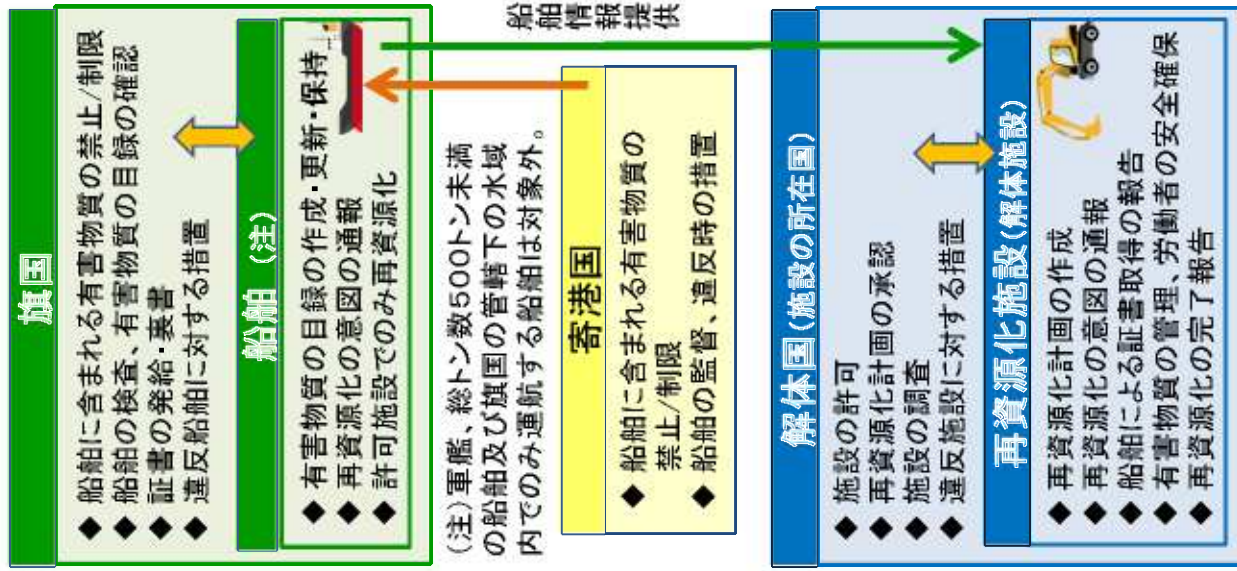 旗国
◆ 船舶に含まれる有害物質の禁止/制限
◆ 船舶の検査、有害物質の目録の確認
◆ 証書の発給・裏書
◆ 違反船舶に対する措置
船舶 (注)
◆ 有害物質の目録の作成・更新・保持
◆ 再資源化の意図の通報
◆ 許可施設でのみ再資源化
(注)軍艦、総トン数500トン未満
の船舶及び旗国の管轄下の水域
内でのみ運航する船舶は対象外。
寄港国
◆ 船舶に含まれる有害物質の
禁止/制限
◆ 船舶の監督、違反時の措置
船舶
情報
提供
解体国(施設の所在国)
◆ 施設の許可
◆ 再資源化計画の承認
◆ 施設の調査
◆ 違反施設に対する措置
再資源化施設(解体施設)
◆ 再資源化計画の作成
◆ 再資源化の意図の通報
◆ 船舶による証書取得の報告
◆ 有害物質の管理、労働者の安全確保
◆ 再資源化の完了報告